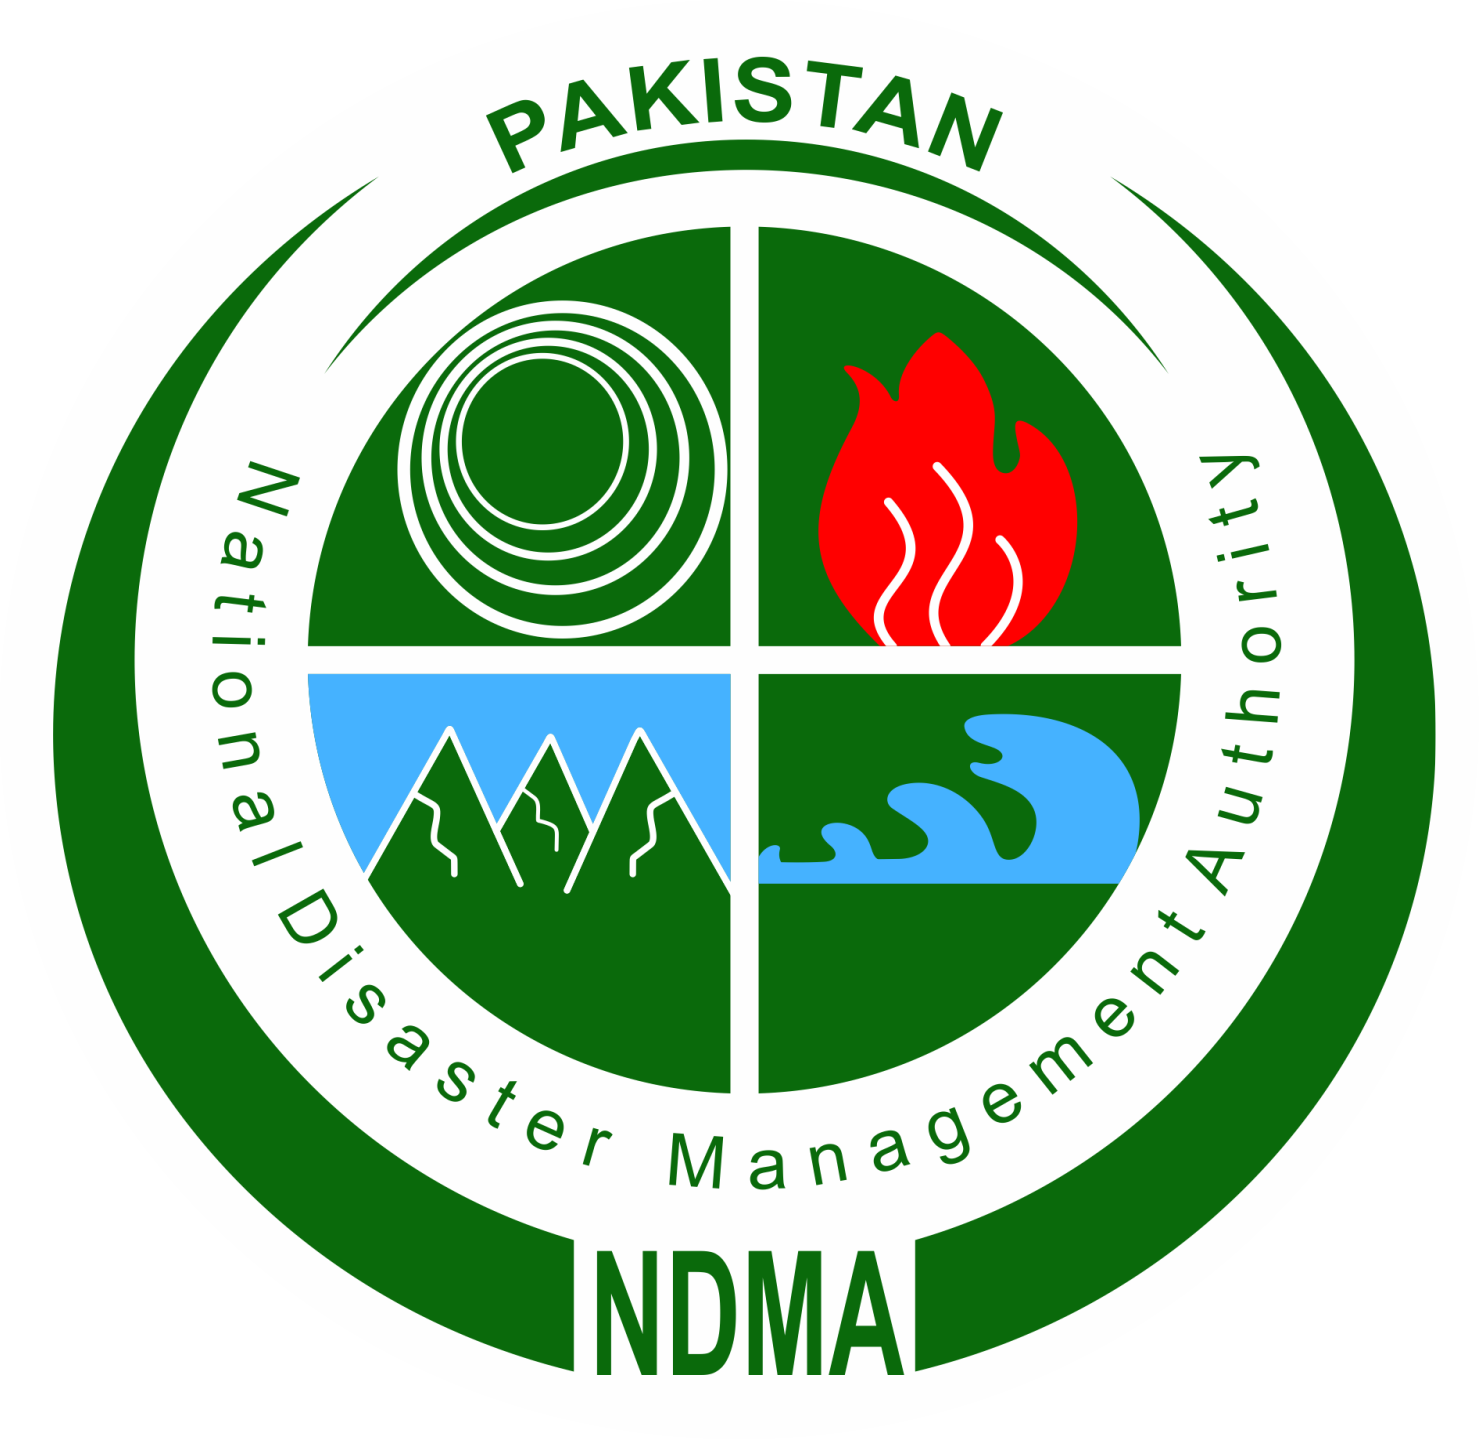 PAKISTAN
National Disaster Management Authority
NDMA